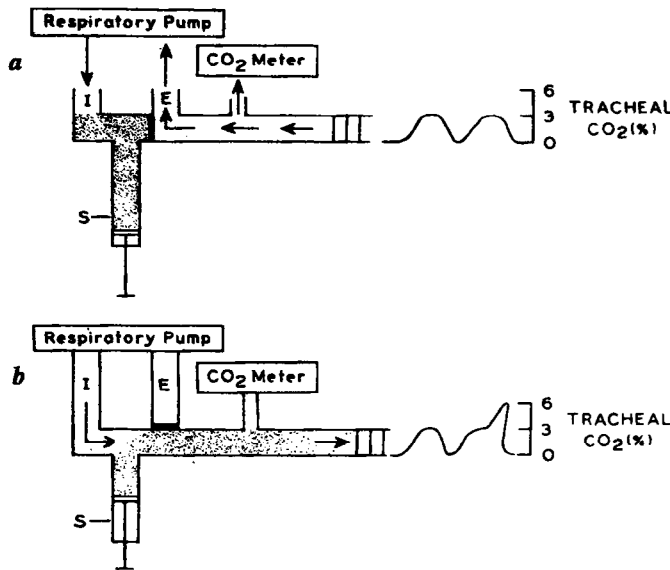 Respiratory Pump
a
CO2 Meter
I
E
6
3
0
TRACHEAL
CO2(%)
S
Respiratory Pump
b
I
E
CO2 Meter
6
3
0
TRACHEAL
CO2(%)
S